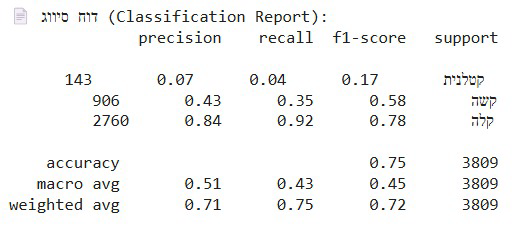 📄 דוח סיווג (Classification Report):
precision recall f1-score support
קטלנית 0.17 0.04 0.07 143
קשה 0.58 0.35 0.43 906
קלה 0.78 0.92 0.84 2760
accuracy 0.75 3809
macro avg 0.51 0.43 0.45 3809
weighted avg 0.71 0.75 0.72 3809